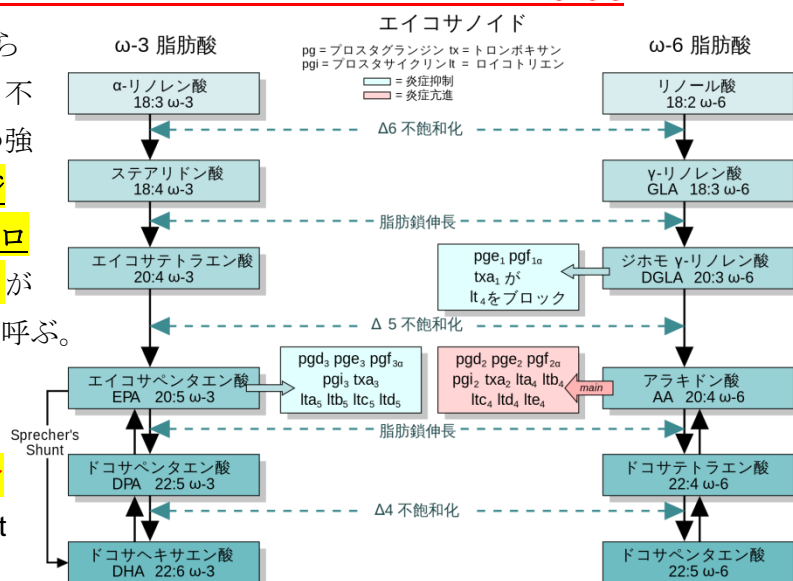 ら
不
強
ロ
が
呼ぶ。
t
エイコサノイド
pg = プロスタグランジン tx = トロンボキサン
pgi = プロスタサイクリン lt = ロイコトリエン
= 炎症抑制
= 炎症亢進
ω-3 脂肪酸
ω-6 脂肪酸
α-リノレン酸
18:3 ω-3
リノール酸
18:2 ω-6
Δ6 不飽和化
ステアリドン酸
18:4 ω-3
γ-リノレン酸
GLA 18:3 ω-6
脂肪鎖伸長
エイコサテトラエン酸
20:4 ω-3
pge₁ pgf₁α
txa₁ が
lt₄をブロック
ジホモ γ-リノレン酸
DGLA 20:3 ω-6
Δ 5 不飽和化
エイコサペンタエン酸
EPA 20:5 ω-3
pgd₃ pge₃ pgf₃α
pgi₃ txa₃
lta₅ ltb₅ ltc₅ ltd₅
pgd₂ pge₂ pgf₂α
pgi₂ txa₂ lta₄ ltb₄
ltc₄ ltd₄ lte₄
main
アラキドン酸
AA 20:4 ω-6
Sprecher's
Shunt
脂肪鎖伸長
ドコサペンタエン酸
DPA 22:5 ω-3
ドコサテトラエン酸
22:4 ω-6
Δ4 不飽和化
ドコサヘキサエン酸
DHA 22:6 ω-3
ドコサペンタエン酸
22:5 ω-6